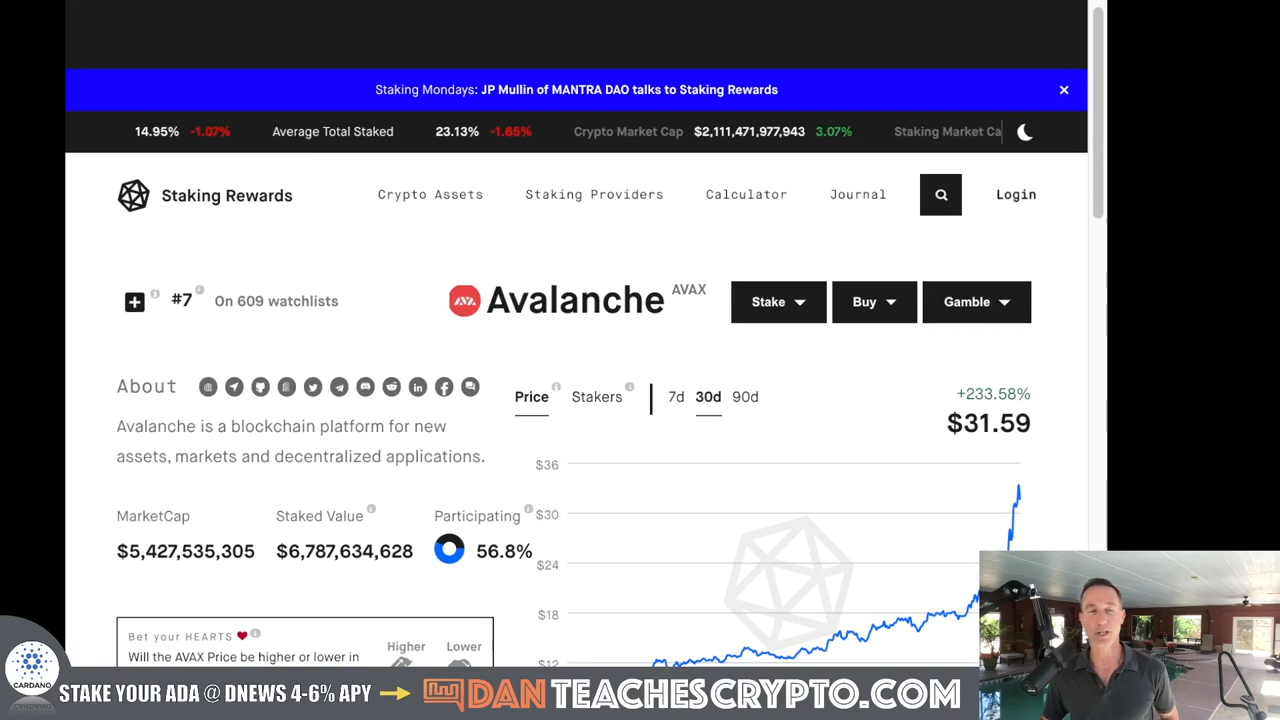 Staking Mondays: JP Mullin of MANTRA DAO talks to Staking Rewards ×
14.95% -1.07% Average Total Staked 23.13% -1.65% Crypto Market Cap $2,111,471,977,943 3.07% Staking Market Ca
Staking Rewards Crypto Assets Staking Providers Calculator Journal Login
#7 On 609 watchlists
Avalanche AVAX
Stake Buy Gamble
About
Avalanche is a blockchain platform for new
assets, markets and decentralized applications.
MarketCap Staked Value Participating
$5,427,535,305 $6,787,634,628 56.8%
Price Stakers 7d 30d 90d
+233.58%
$31.59
$36
$30
$24
$18
$12
Bet your HEARTS
Will the AVAX Price be higher or lower in
Higher Lower
CARDANO
STAKE YOUR ADA @ DNEWS 4-6% APY
DANTEACHESCRYPTO.COM